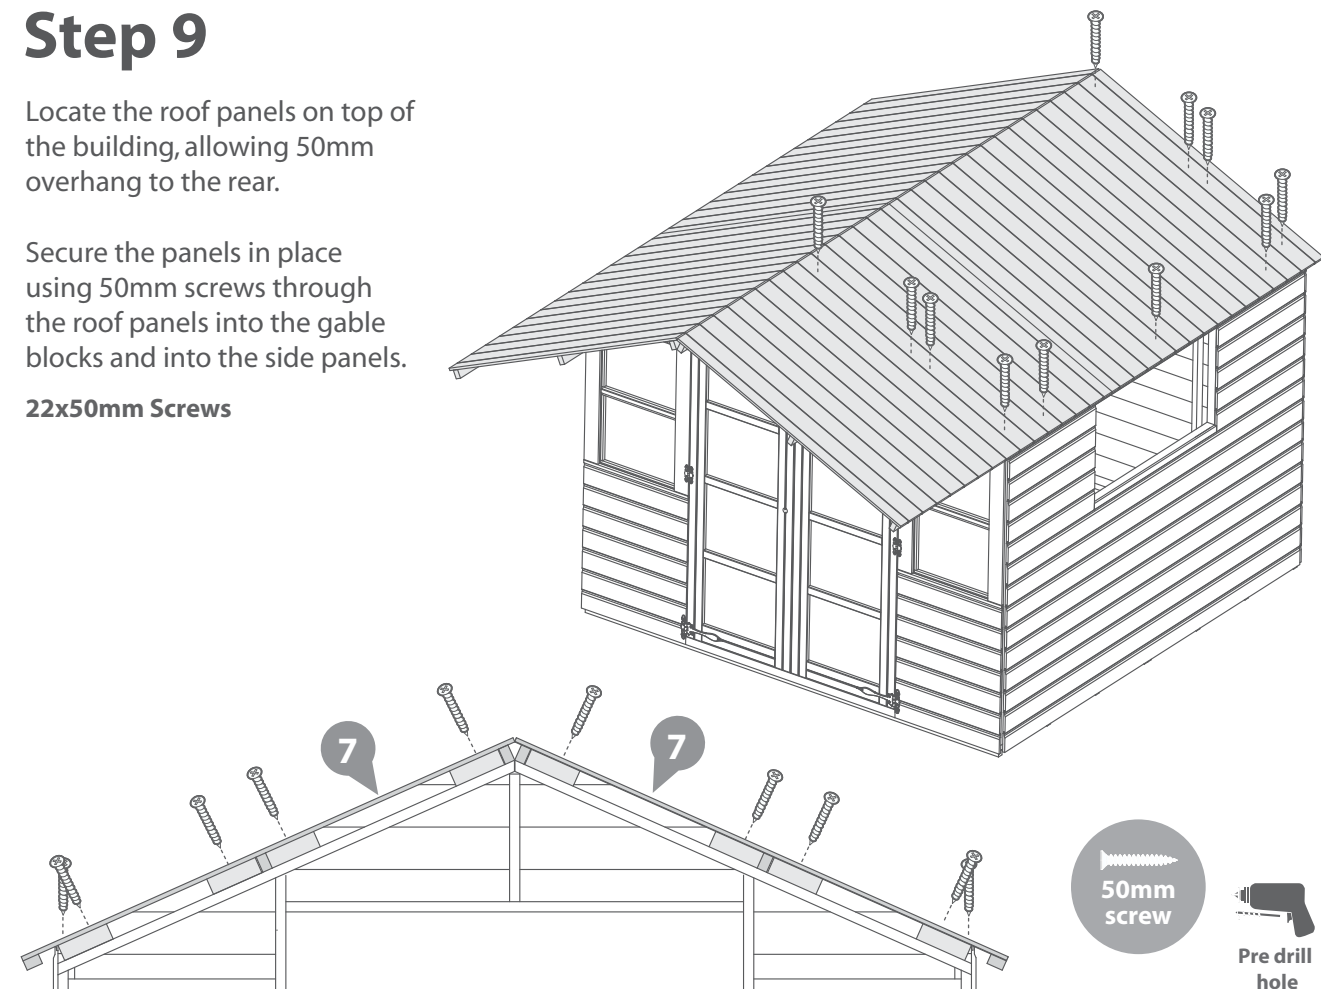 Step 9
Locate the roof panels on top of
the building, allowing 50mm
overhang to the rear.
Secure the panels in place
using 50mm screws through
the roof panels into the gable
blocks and into the side panels.
22x50mm Screws
7
7
50mm
screw
Pre drill
hole